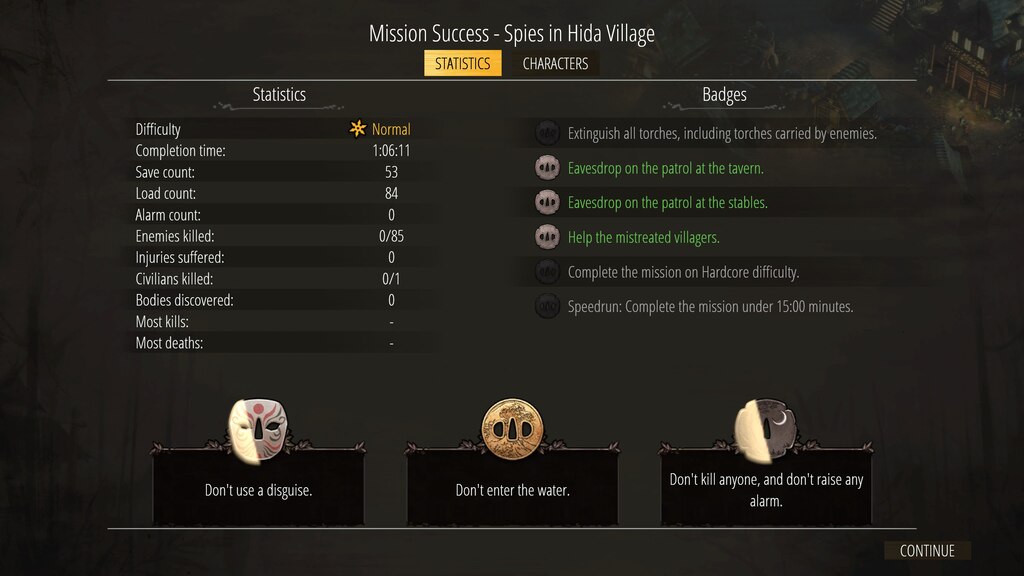 Mission Success - Spies in Hida Village
STATISTICS CHARACTERS
Statistics
Difficulty Normal
Completion time: 1:06:11
Save count: 53
Load count: 84
Alarm count: 0
Enemies killed: 0/85
Injuries suffered: 0
Civilians killed: 0/1
Bodies discovered: 0
Most kills: -
Most deaths: -
Badges
Extinguish all torches, including torches carried by enemies.
Eavesdrop on the patrol at the tavern.
Eavesdrop on the patrol at the stables.
Help the mistreated villagers.
Complete the mission on Hardcore difficulty.
Speedrun: Complete the mission under 15:00 minutes.
Don't use a disguise.
Don't enter the water.
Don't kill anyone, and don't raise any
alarm.
CONTINUE